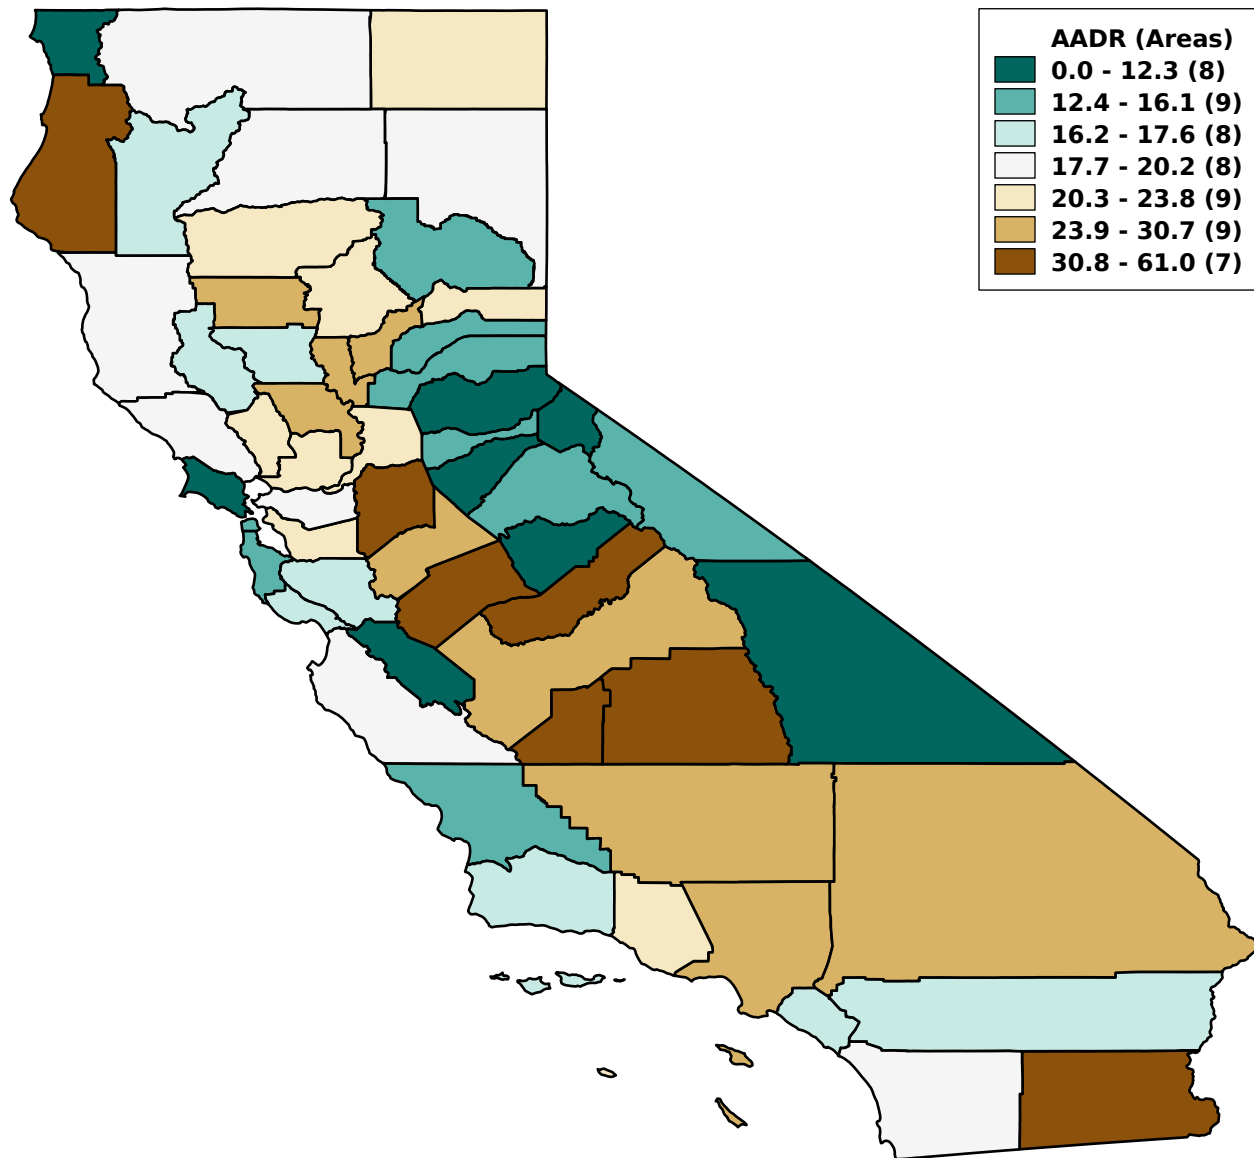 AADR (Areas)
0.0 - 12.3 (8)
12.4 - 16.1 (9)
16.2 - 17.6 (8)
17.7 - 20.2 (8)
20.3 - 23.8 (9)
23.9 - 30.7 (9)
30.8 - 61.0 (7)